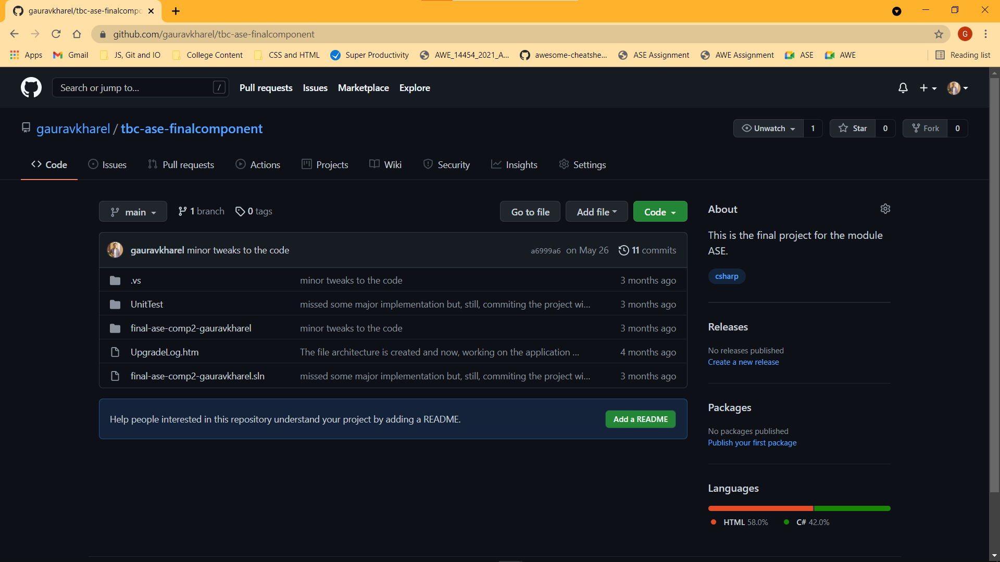 gauravkharel/tbc-ase-finalcompo
github.com/gauravkharel/tbc-ase-finalcomponent
G
Apps Gmail JS, Git and IO College Content CSS and HTML Super Productivity AWE_14454_2021_A... awesome-cheatshe... ASE Assignment AWE Assignment ASE AWE Reading list
Search or jump to... / Pull requests Issues Marketplace Explore
gauravkharel / tbc-ase-finalcomponent Unwatch 1 Star 0 Fork 0
Code Issues Pull requests Actions Projects Wiki Security Insights Settings
main 1 branch 0 tags Go to file Add file Code
gauravkharel minor tweaks to the code a6999a6 on May 26 11 commits
.vs minor tweaks to the code 3 months ago
UnitTest missed some major implementation but, still, commiting the project wi... 3 months ago
final-ase-comp2-gauravkharel minor tweaks to the code 3 months ago
UpgradeLog.htm The file architecture is created and now, working on the application ... 4 months ago
final-ase-comp2-gauravkharel.sln missed some major implementation but, still, commiting the project wi... 3 months ago
Help people interested in this repository understand your project by adding a README. Add a README
About
This is the final project for the module
ASE.
csharp
Releases
No releases published
Create a new release
Packages
No packages published
Publish your first package
Languages
HTML 58.0% C# 42.0%